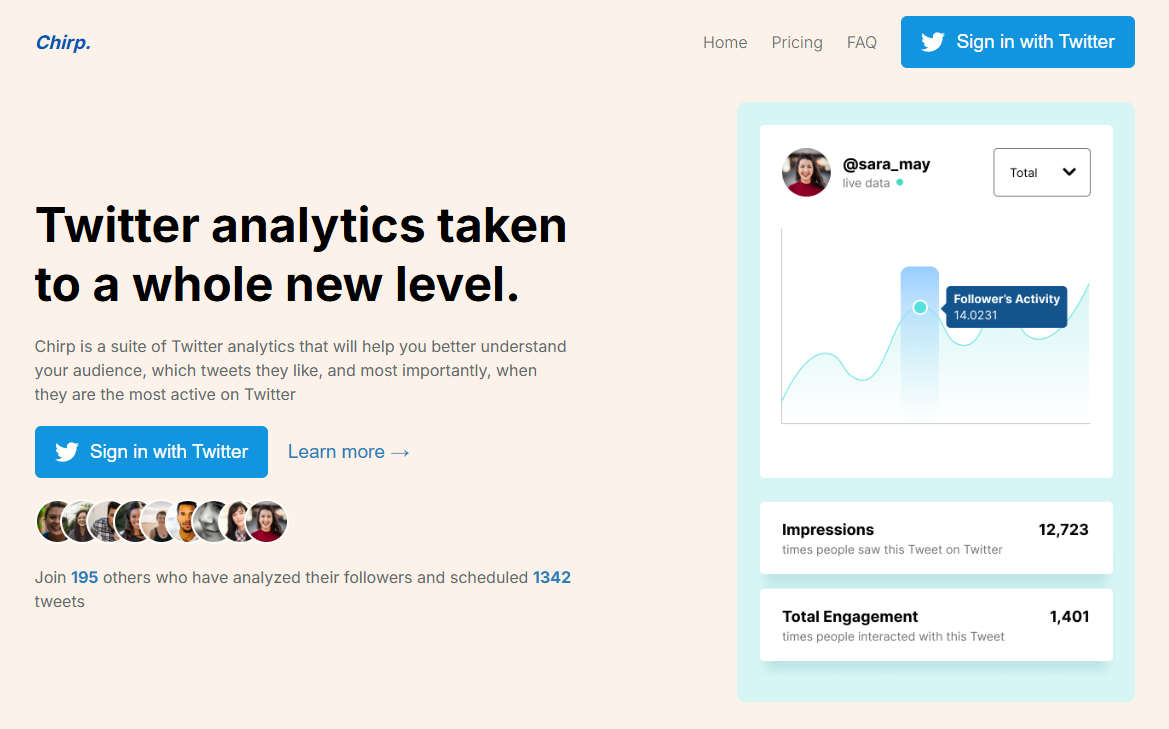 Chirp.
Home
Pricing
FAQ
Sign in with Twitter
Twitter analytics taken
to a whole new level.
Chirp is a suite of Twitter analytics that will help you better understand
your audience, which tweets they like, and most importantly, when
they are the most active on Twitter
Sign in with Twitter
Learn more →
Join 195 others who have analyzed their followers and scheduled 1342
tweets
@sara_may
live data
Total
Follower's Activity
14.0231
Impressions
12,723
times people saw this Tweet on Twitter
Total Engagement
1,401
times people interacted with this Tweet